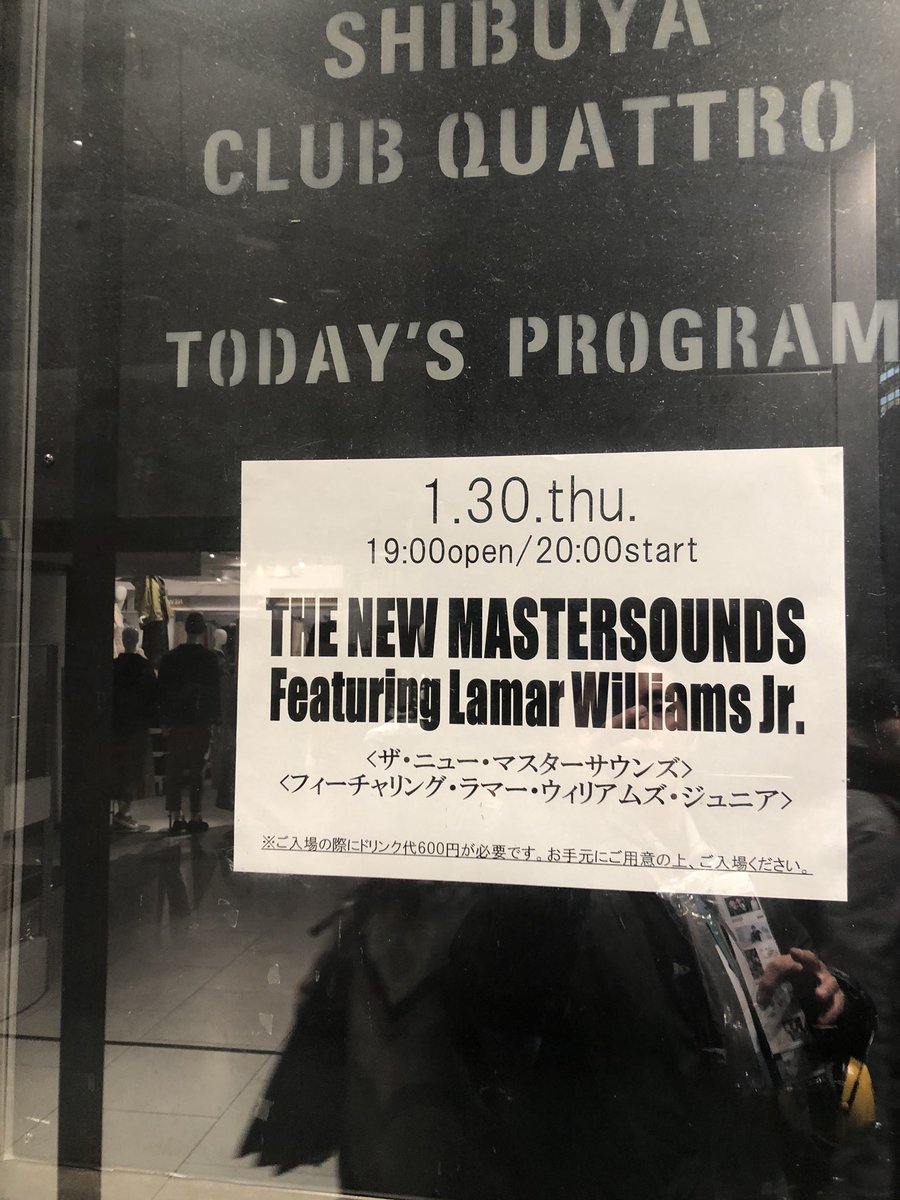 SHIBUYA
CLUB QUATTRO
TODAY'S PROGRAM
1.30.thu.
19:00open/20:00start
THE NEW MASTERSOUNDS
Featuring Lamar Williams Jr.
<ザ・ニュー・マスターサウンズ>
<フィーチャリング・ラマー・ウィリアムズ・ジュニア>
※ご入場の際にドリンク代600円が必要です。お手元にご用意の上、ご入場ください。